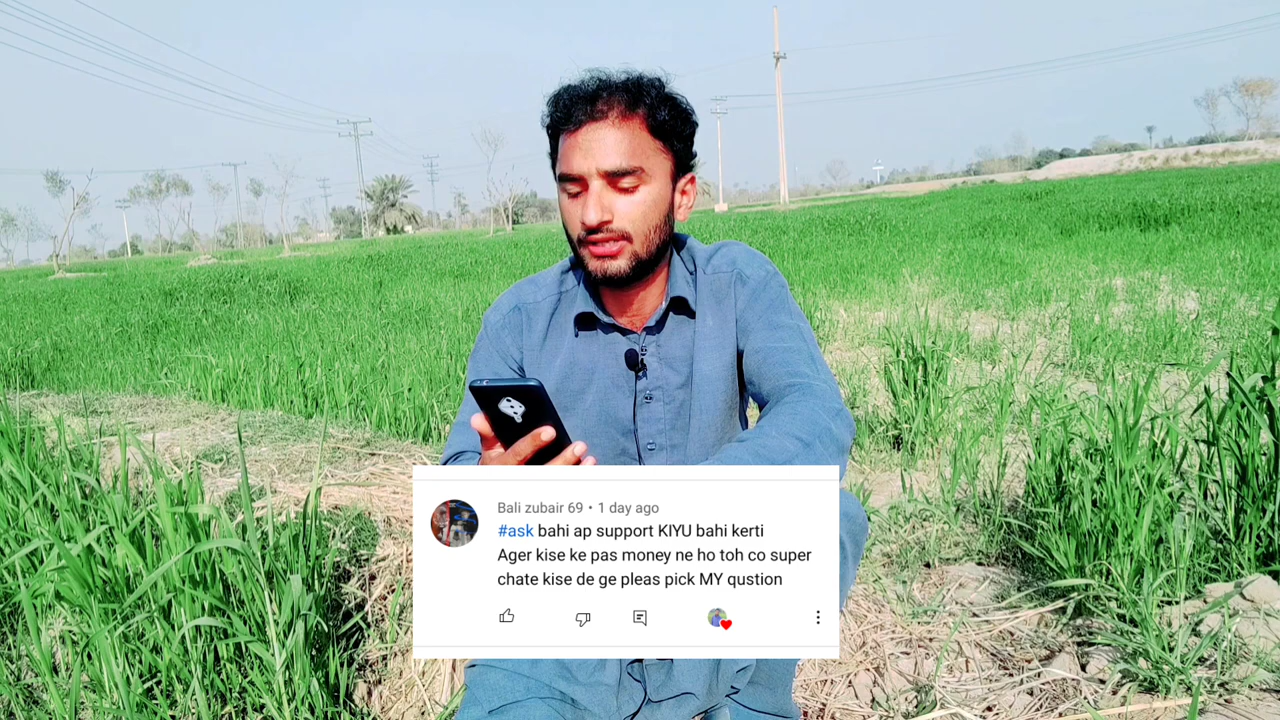 Bali zubair 69 • 1 day ago
#ask bahi ap support KIYU bahi kerti
Ager kise ke pas money ne ho toh co super
chate kise de ge pleas pick MY qustion